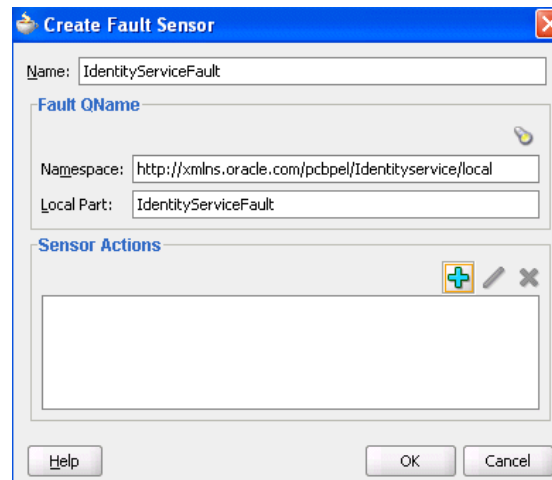 Create Fault Sensor
Name: IdentityServiceFault
Fault QName
Namespace: http://xmlns.oracle.com/pcbpel/Identityservice/local
Local Part: IdentityServiceFault
Sensor Actions
Help OK Cancel